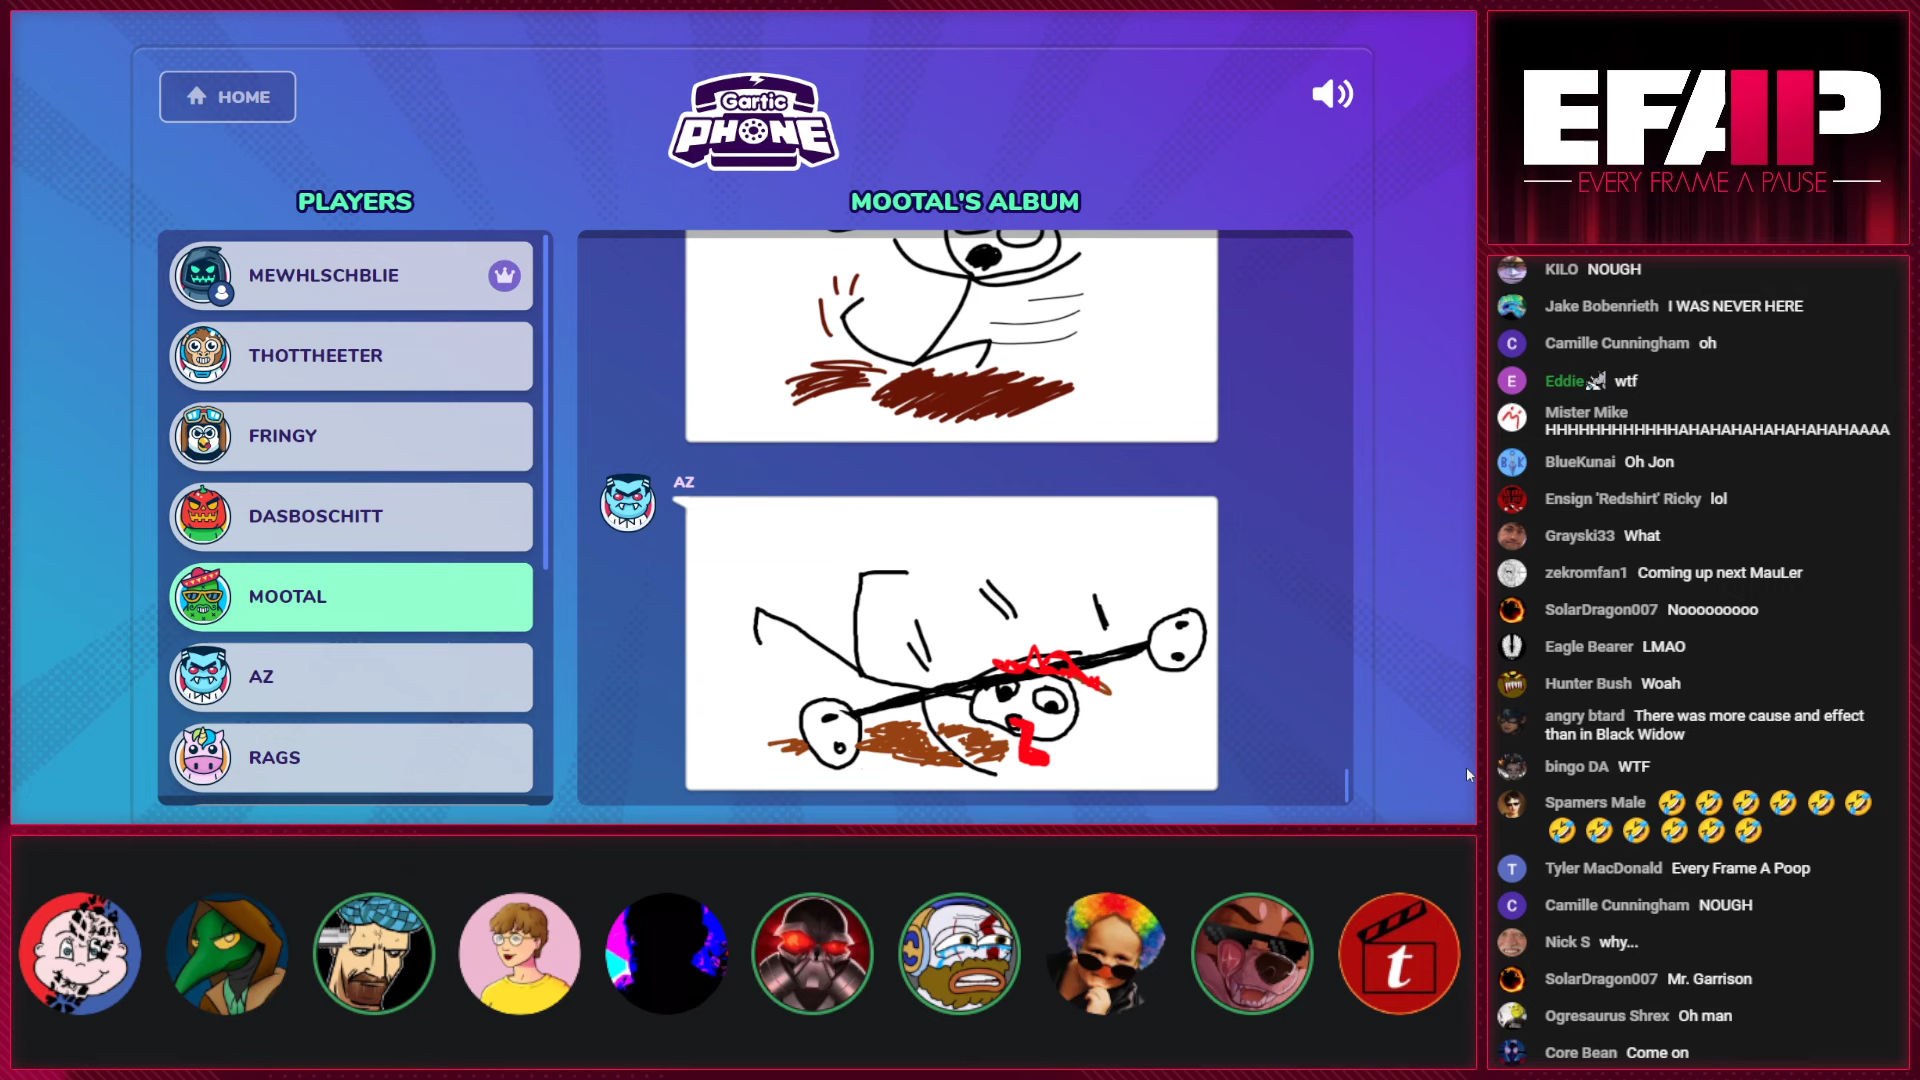 HOME
Gartic
PHONE
PLAYERS
MOOTAL'S ALBUM
MEWHLSCHBLIE
THOTTHEETER
FRINGY
DASBOSCHITT
MOOTAL
AZ
RAGS
AZ
EFAP
EVERY FRAME A PAUSE
KILO NOUGH
Jake Bobenrieth I WAS NEVER HERE
C Camille Cunningham oh
E Eddie wtf
Mister Mike
HHHHHHHHHHHHAHAHAHAHAHAHAHAAAA
BlueKunai Oh Jon
Ensign 'Redshirt' Ricky lol
Grayski33 What
zekromfan1 Coming up next MauLer
SolarDragon007 Nooooooooo
Eagle Bearer LMAO
Hunter Bush Woah
angry btard There was more cause and effect
than in Black Widow
bingo DA WTF
Spamers Male 🤣🤣🤣🤣🤣🤣
🤣🤣🤣🤣🤣🤣
T Tyler MacDonald Every Frame A Poop
C Camille Cunningham NOUGH
Nick S why...
SolarDragon007 Mr. Garrison
Ogresaurus Shrex Oh man
Core Bean Come on
t